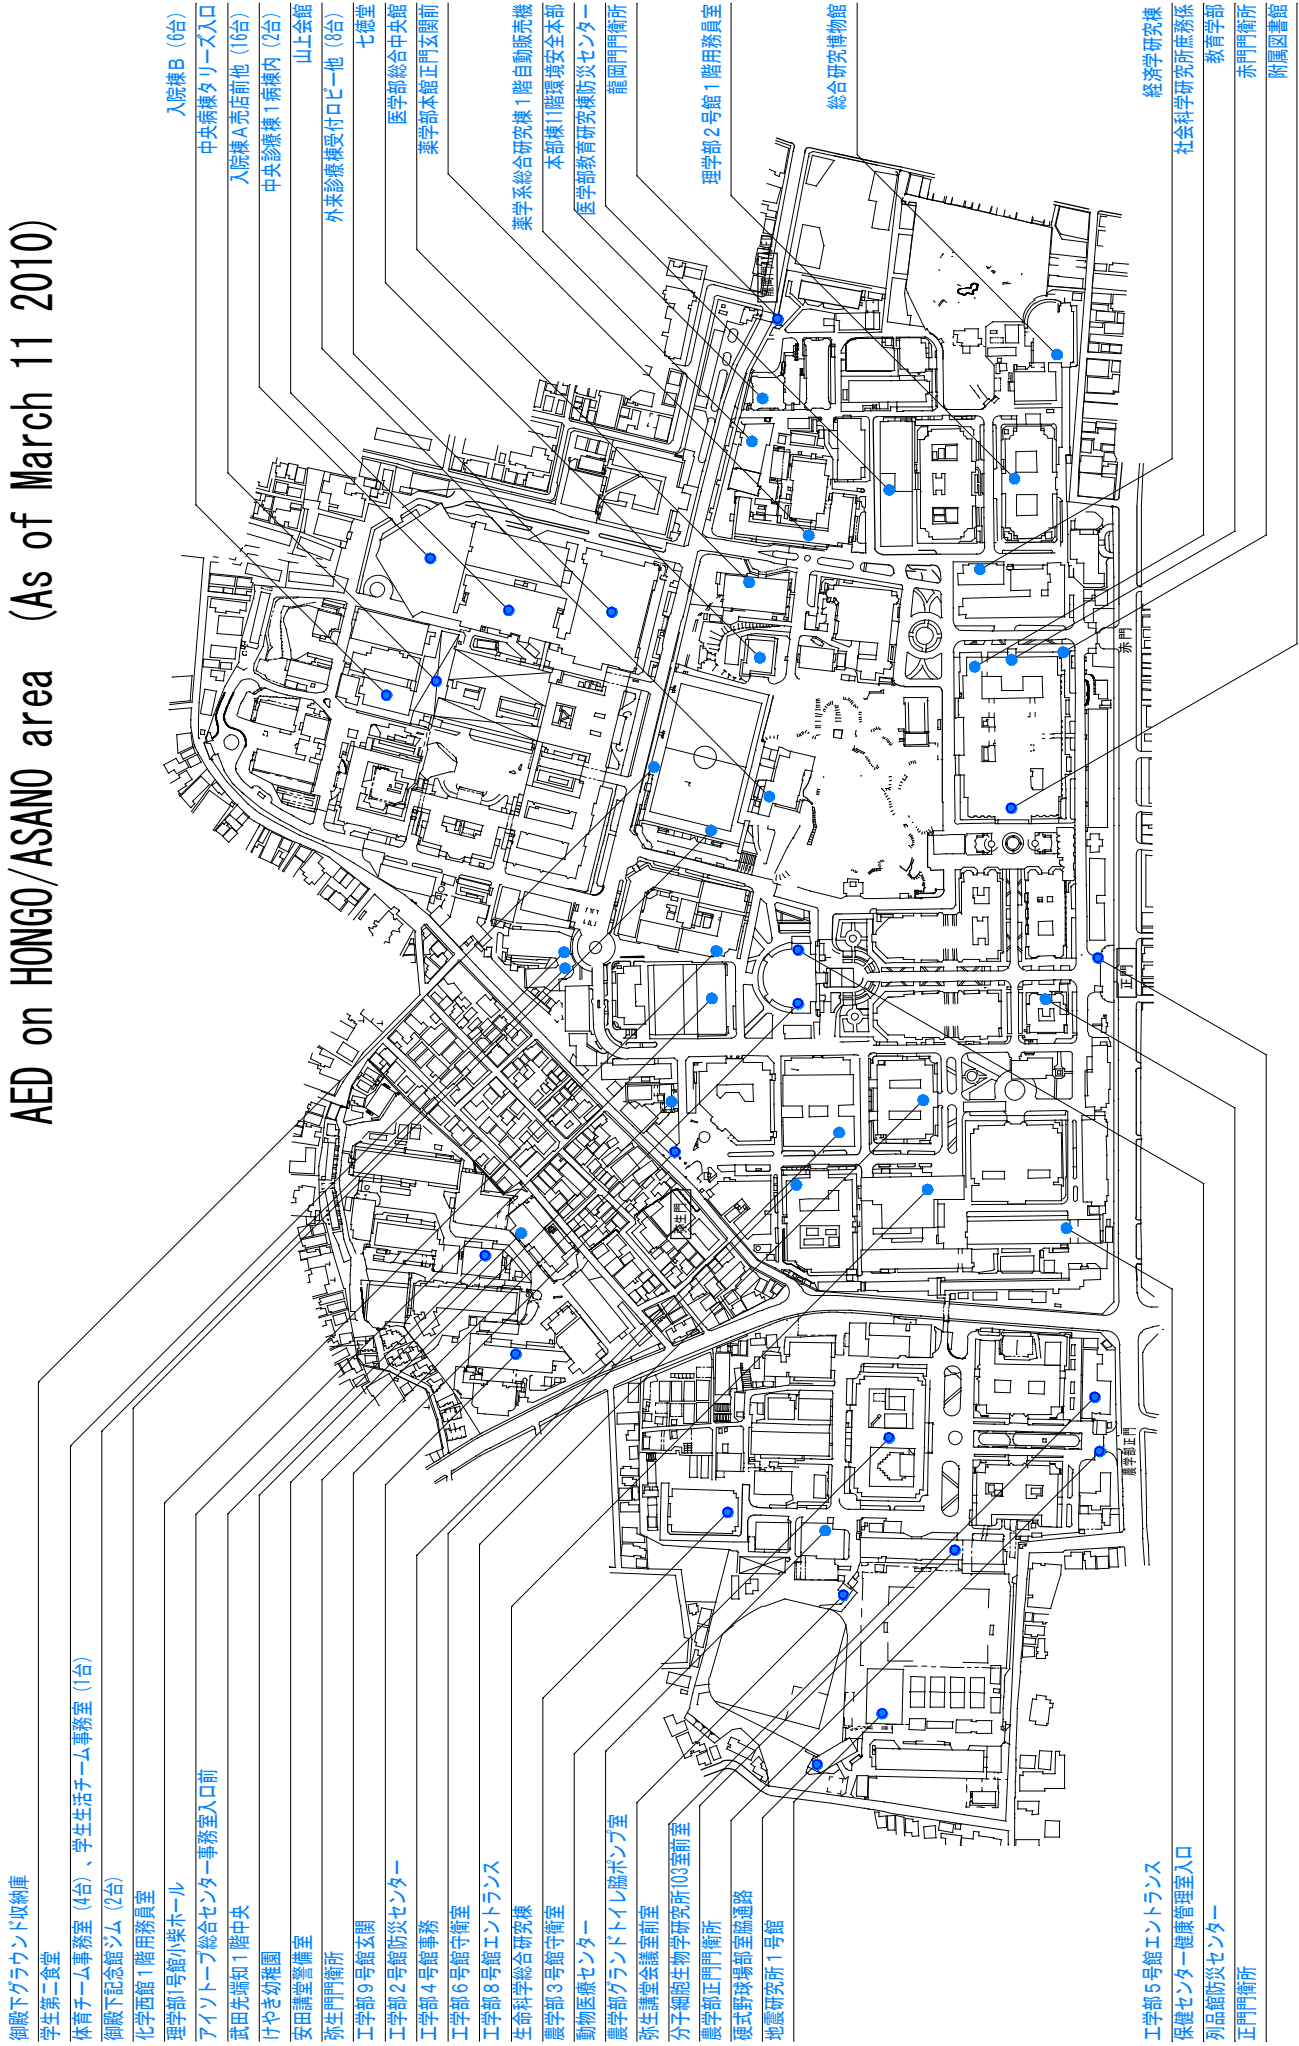 AED on HONGO/ASANO area (As of March 11 2010)
御殿下グラウンド収納庫
学生第二食堂
体育チーム事務室(4台)、学生生活チーム事務室(1台)
御殿下記念館ジム(2台)
化学西館1階用務員室
理学部1号館小柴ホール
アイソトープ総合センター事務室入口前
武田先端知1階中央
けやき幼稚園
安田講堂警備室
弥生門門衛所
工学部9号館玄関
工学部2号館防災センター
工学部4号館事務
工学部6号館守衛室
工学部8号館エントランス
生命科学総合研究棟
農学部3号館守衛室
動物医療センター
農学部グランドトイレ脇ポンプ室
弥生講堂会議室前室
分子細胞生物学研究所103室前室
農学部正門門衛所
硬式野球場部室脇通路
地震研究所1号館
工学部5号館エントランス
保健センター健康管理室入口
列品館防災センター
正門門衛所
入院棟B(6台)
中央病棟タリーズ入口
入院棟A売店前他(16台)
中央診療棟1病棟内(2台)
山上会館
外来診療棟受付ロビー他(8台)
七徳堂
医学部総合中央館
薬学部本館正門玄関前
薬学系総合研究棟1階自動販売機
本部棟11階環境安全本部
医学部教育研究棟防災センター
龍岡門門衛所
理学部2号館1階用務員室
総合研究博物館
経済学研究棟
社会科学研究所庶務係
教育学部
赤門門衛所
附属図書館
龍岡門
赤門
正門
弥生門
農学部正門